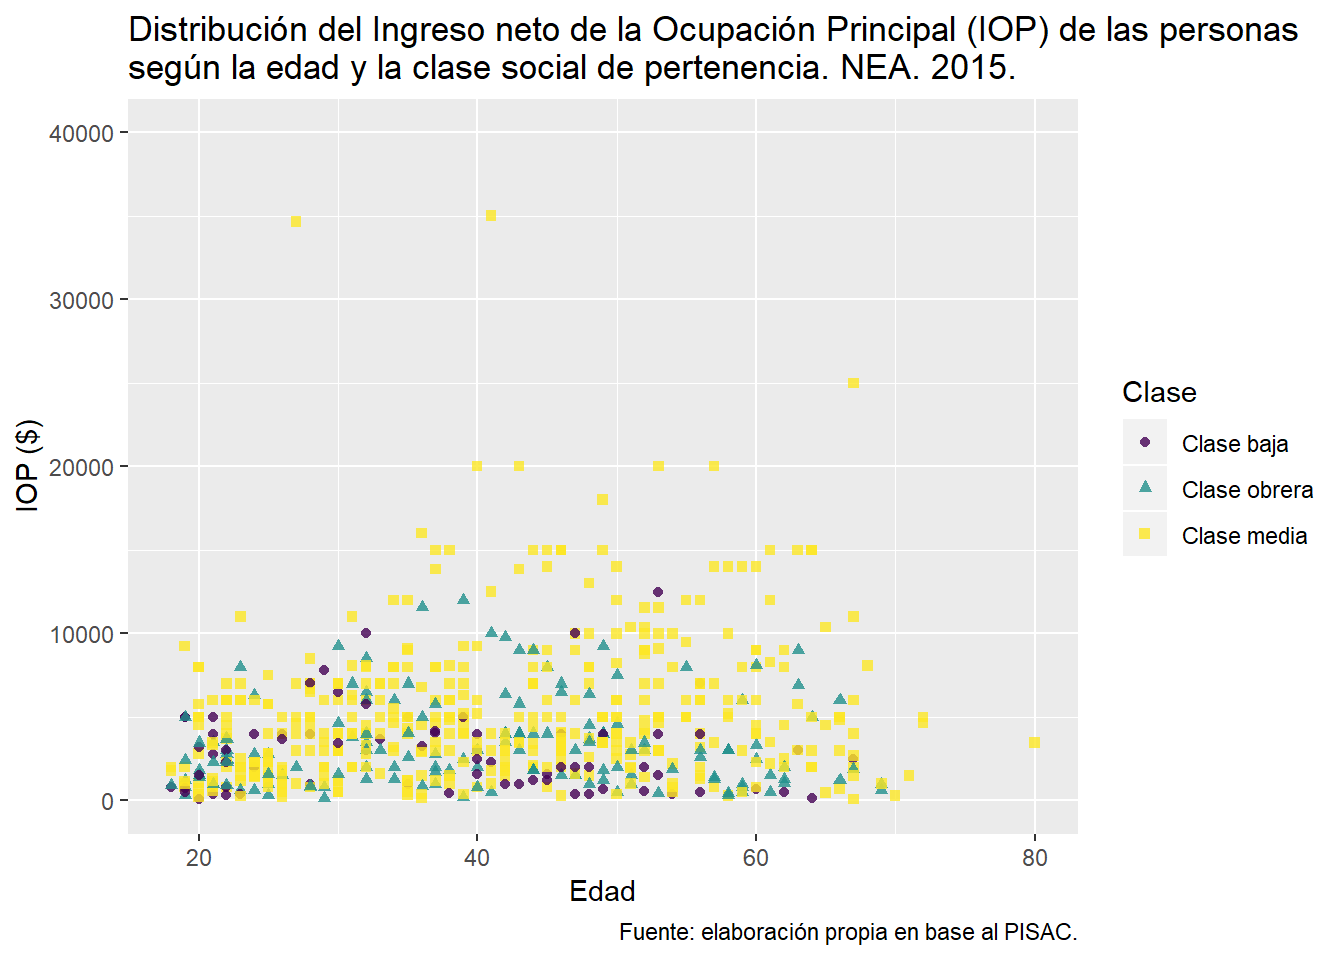 Distribución del Ingreso neto de la Ocupación Principal (IOP) de las personas
según la edad y la clase social de pertenencia. NEA. 2015.
40000
30000
20000
10000
0
IOP ($)
20
40
60
80
Edad
Clase
Clase baja
Clase obrera
Clase media
Fuente: elaboración propia en base al PISAC.